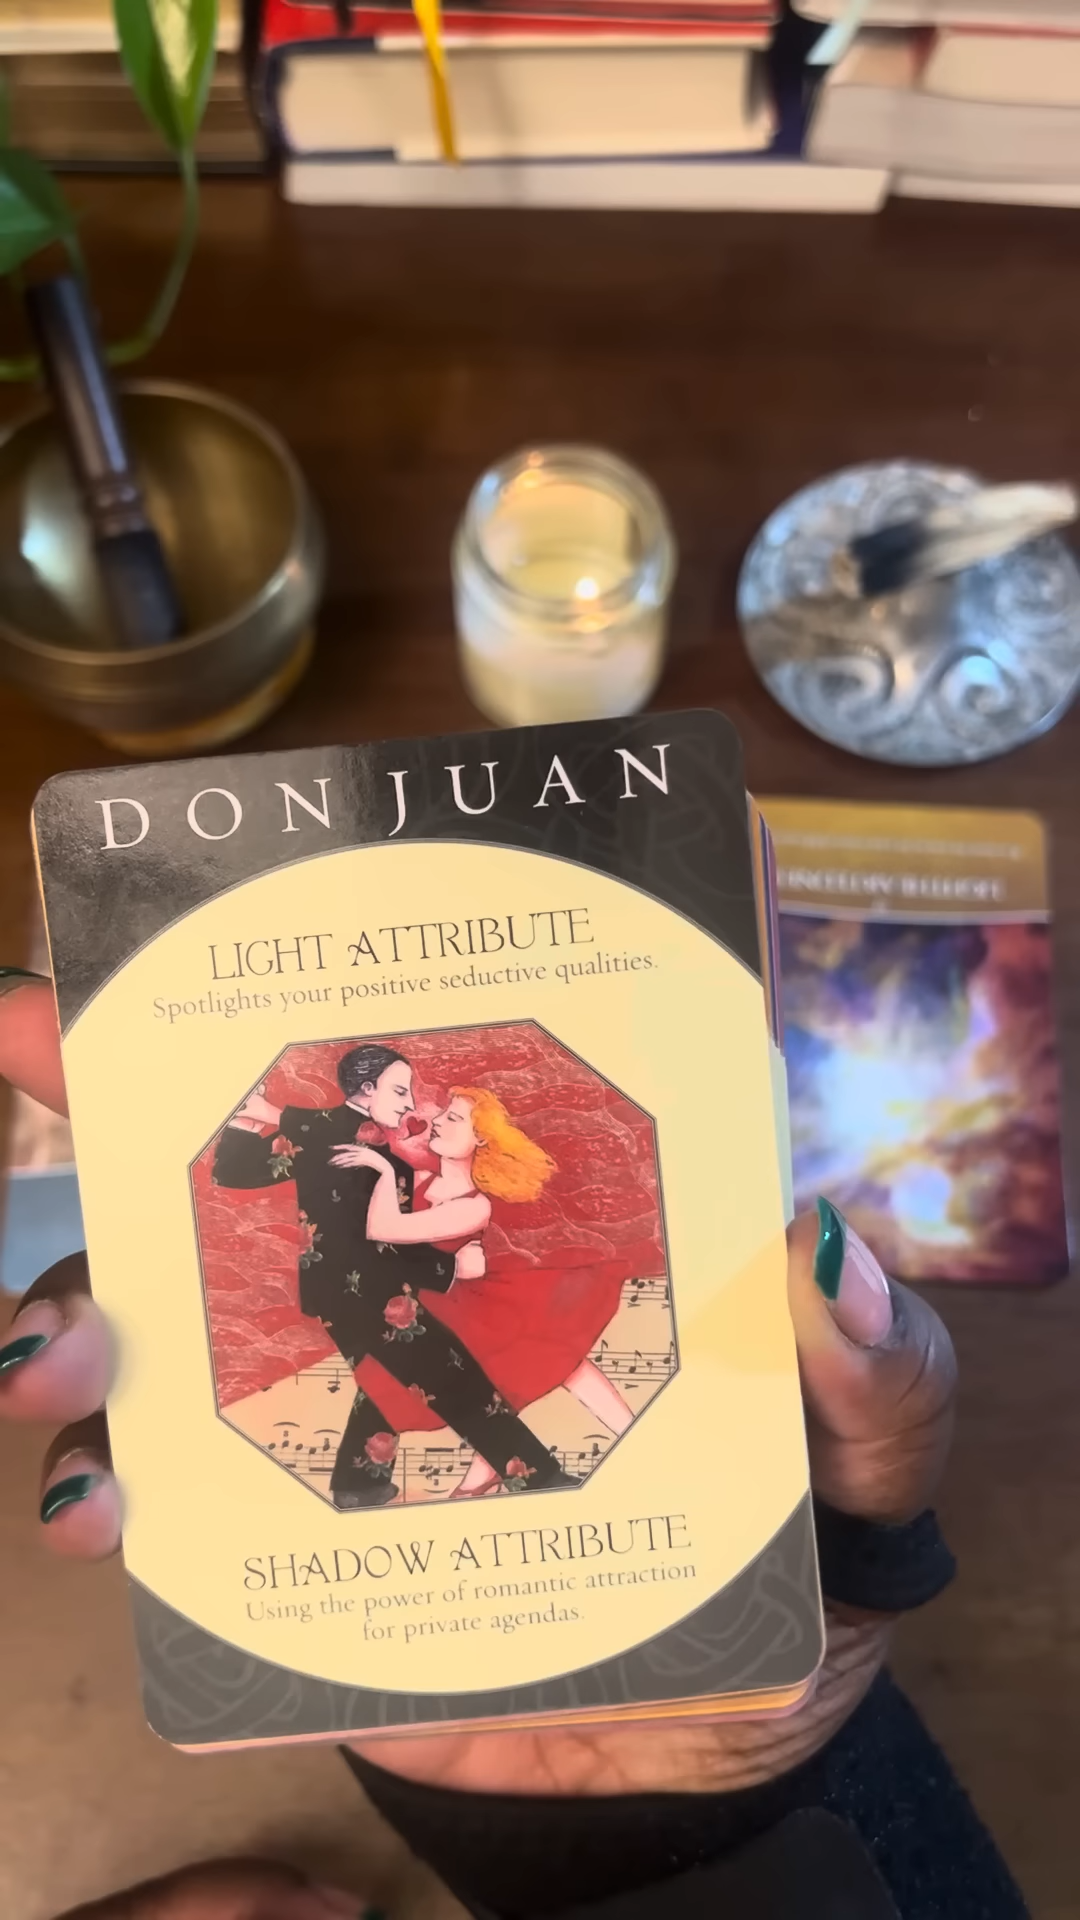 DON JUAN
LIGHT ATTRIBUTE
Spotlights your positive seductive qualities.
SHADOW ATTRIBUTE
Using the power of romantic attraction
for private agendas.